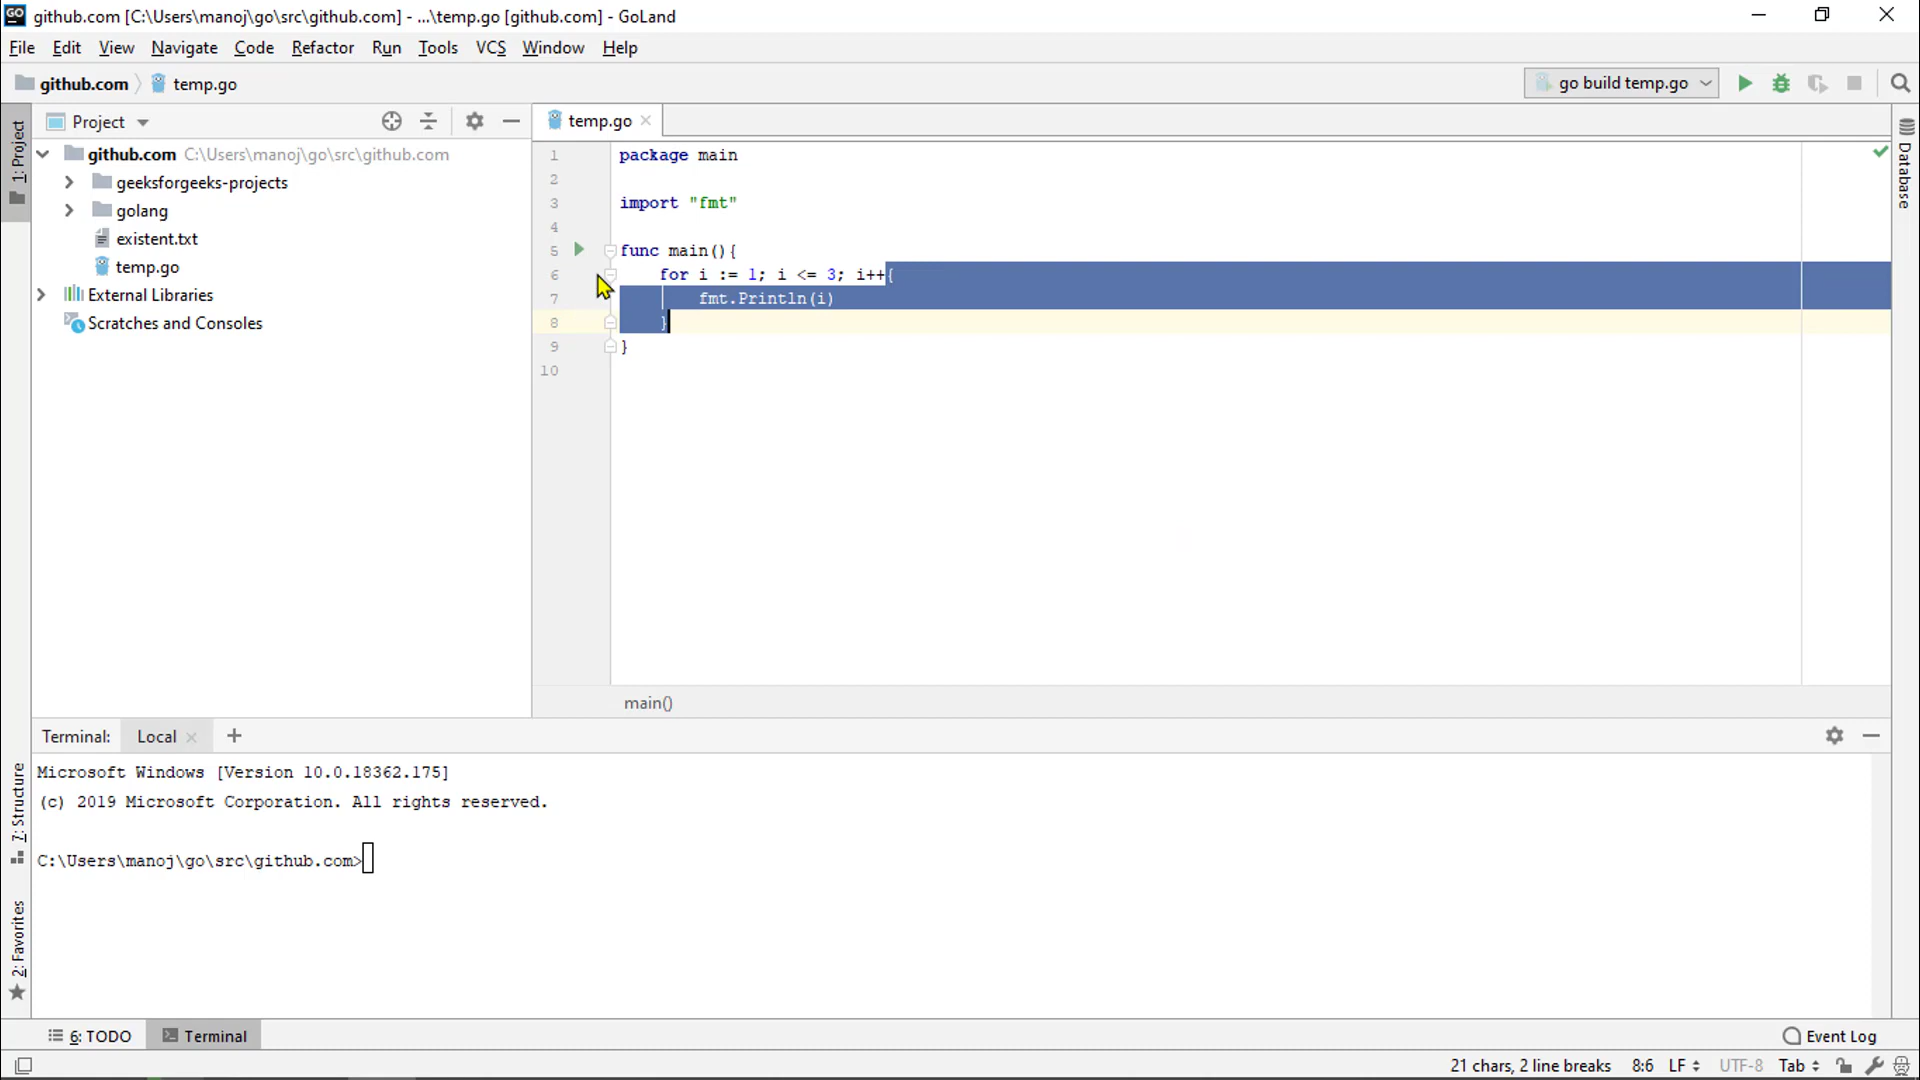 GO github.com [C:\Users\manoj\go\src\github.com] - ...\temp.go [github.com] - GoLand
File Edit View Navigate Code Refactor Run Tools VCS Window Help
github.com temp.go go build temp.go
1: Project
Project
temp.go
github.com C:\Users\manoj\go\src\github.com
geeksforgeeks-projects
golang
existent.txt
temp.go
External Libraries
Scratches and Consoles
1 package main
2
3 import "fmt"
4
5 func main(){
6 for i := 1; i <= 3; i++{
7 fmt.Println(i)
8 }
9 }
10
main()
Database
Terminal: Local +
Microsoft Windows [Version 10.0.18362.175]
(c) 2019 Microsoft Corporation. All rights reserved.
C:\Users\manoj\go\src\github.com>
7: Structure
2: Favorites
6: TODO Terminal Event Log
21 chars, 2 line breaks 8:6 LF UTF-8 Tab